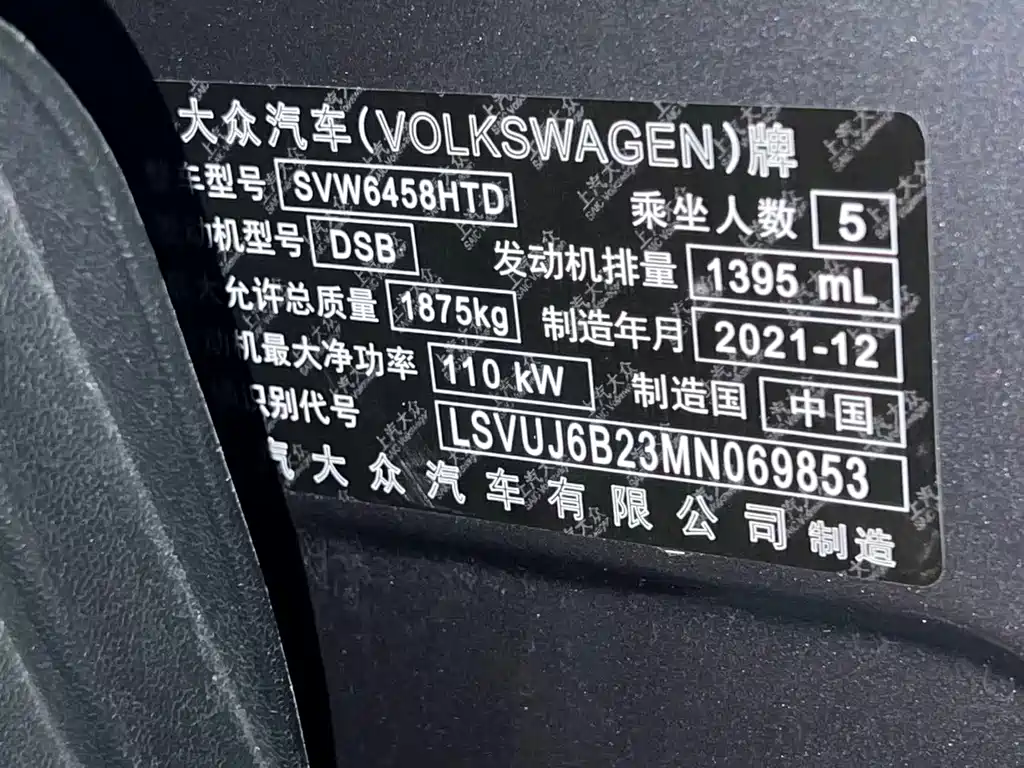 大众汽车(VOLKSWAGEN)牌
车型号 SVW6458HTD 乘坐人数 5
动机型号 DSB 发动机排量 1395 mL
大允许总质量 1875kg 制造年月 2021-12
动机最大净功率 110 kW 制造国 中国
识别代号 LSVUJ6B23MN069853
汽大众汽车有限公司制造